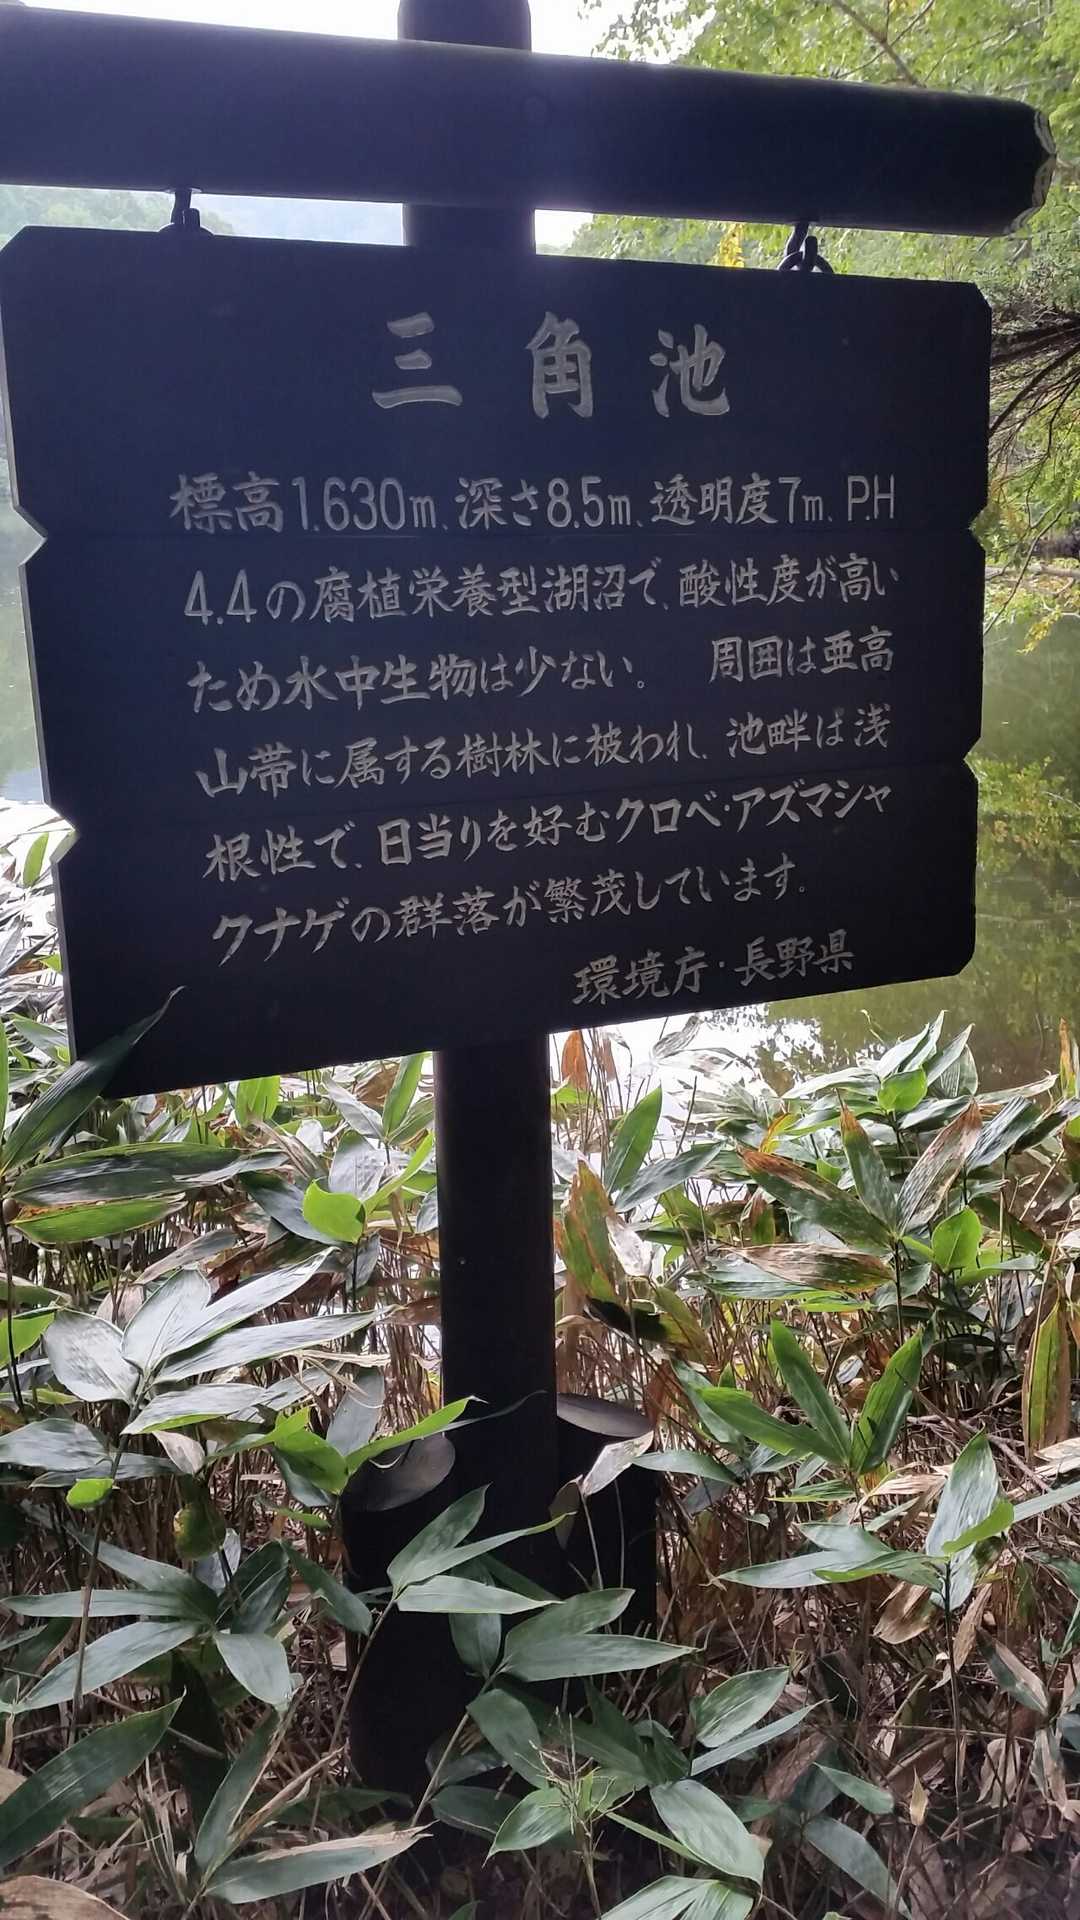 三角池
標高1.630m、深さ8.5m、透明度7m、P.H
4.4の腐植栄養型湖沼で、酸性度が高い
ため水中生物は少ない。　周囲は亜高
山帯に属する樹林に被われ、池畔は浅
根性で、日当りを好むクロベ・アズマシャ
クナゲの群落が繁茂しています。
環境庁・長野県